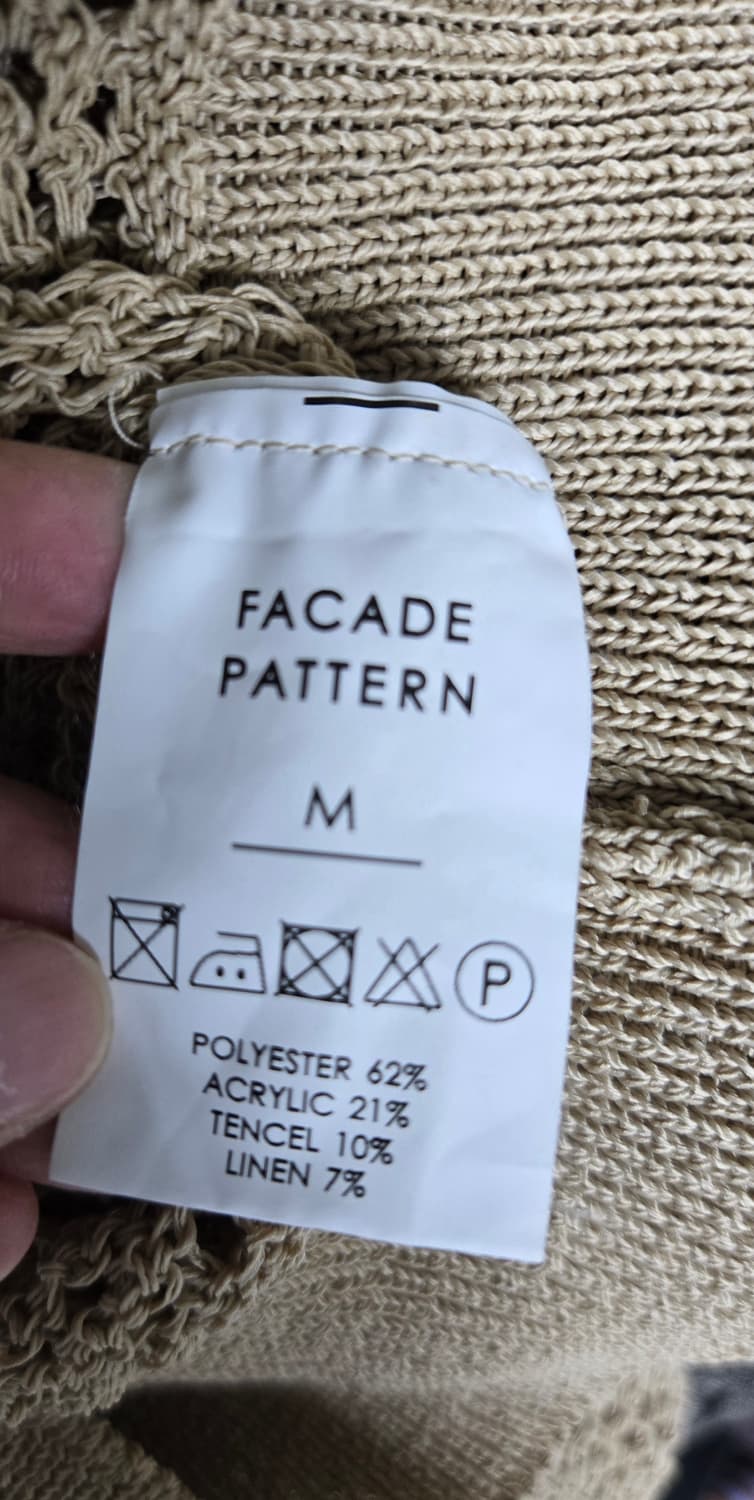 FACADE
PATTERN
M
P
POLYESTER 62%
ACRYLIC 21%
TENCEL 10%
LINEN 7%